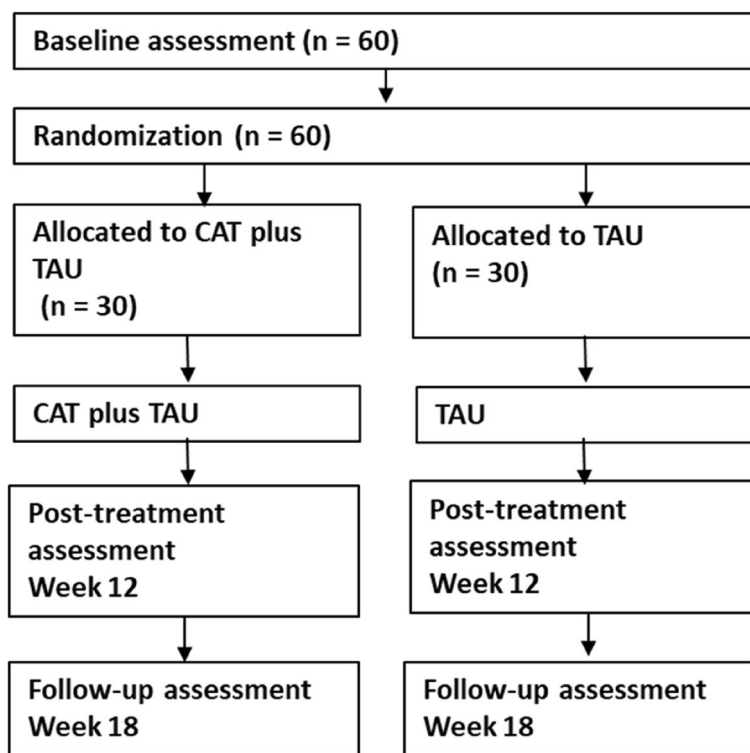 Baseline assessment (n = 60)
Randomization (n = 60)
Allocated to CAT plus
TAU
(n = 30)
Allocated to TAU
(n = 30)
CAT plus TAU
TAU
Post-treatment
assessment
Week 12
Post-treatment
assessment
Week 12
Follow-up assessment
Week 18
Follow-up assessment
Week 18